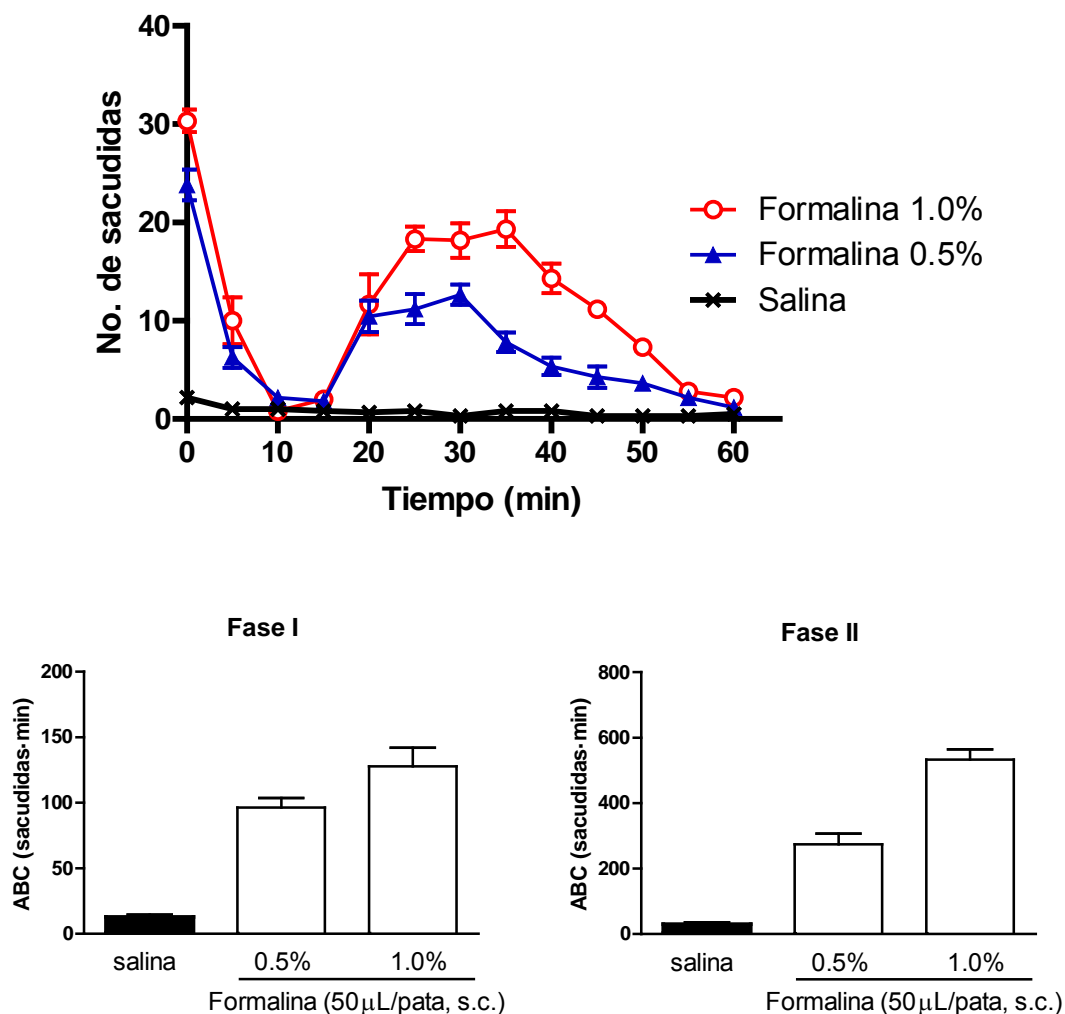 40
30
20
10
0
No. de sacudidas
0 10 20 30 40 50 60
Tiempo (min)
Formalina 1.0%
Formalina 0.5%
Salina
Fase I
200
150
100
50
0
ABC (sacudidas·min)
salina 0.5% 1.0%
Formalina (50µL/pata, s.c.)
Fase II
800
600
400
200
0
ABC (sacudidas·min)
salina 0.5% 1.0%
Formalina (50µL/pata, s.c.)